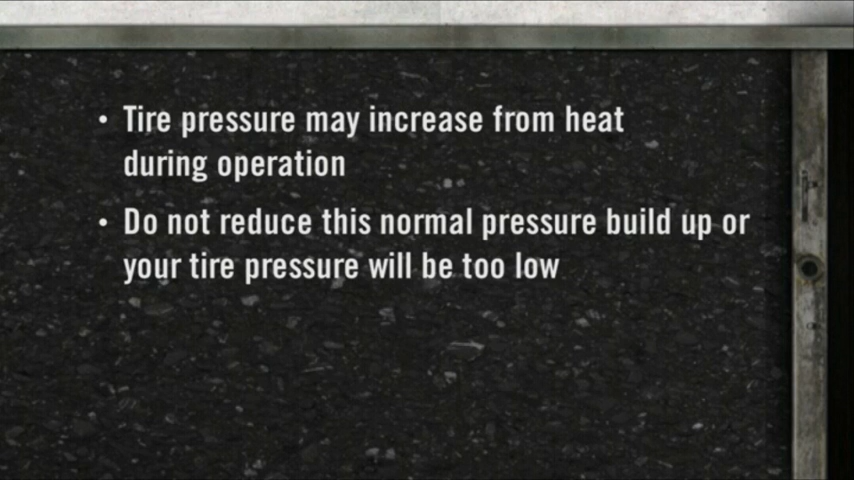 • Tire pressure may increase from heat
during operation
• Do not reduce this normal pressure build up or
your tire pressure will be too low